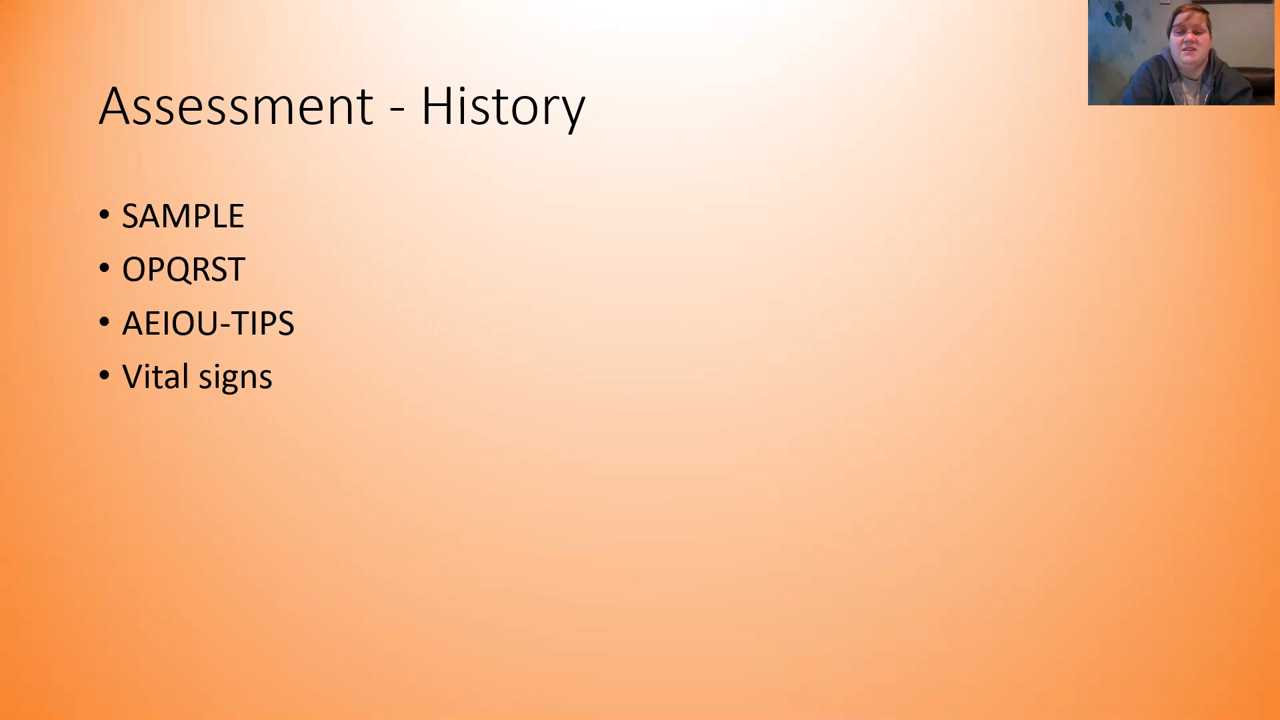 Assessment - History
• SAMPLE
• OPQRST
• AEIOU-TIPS
• Vital signs